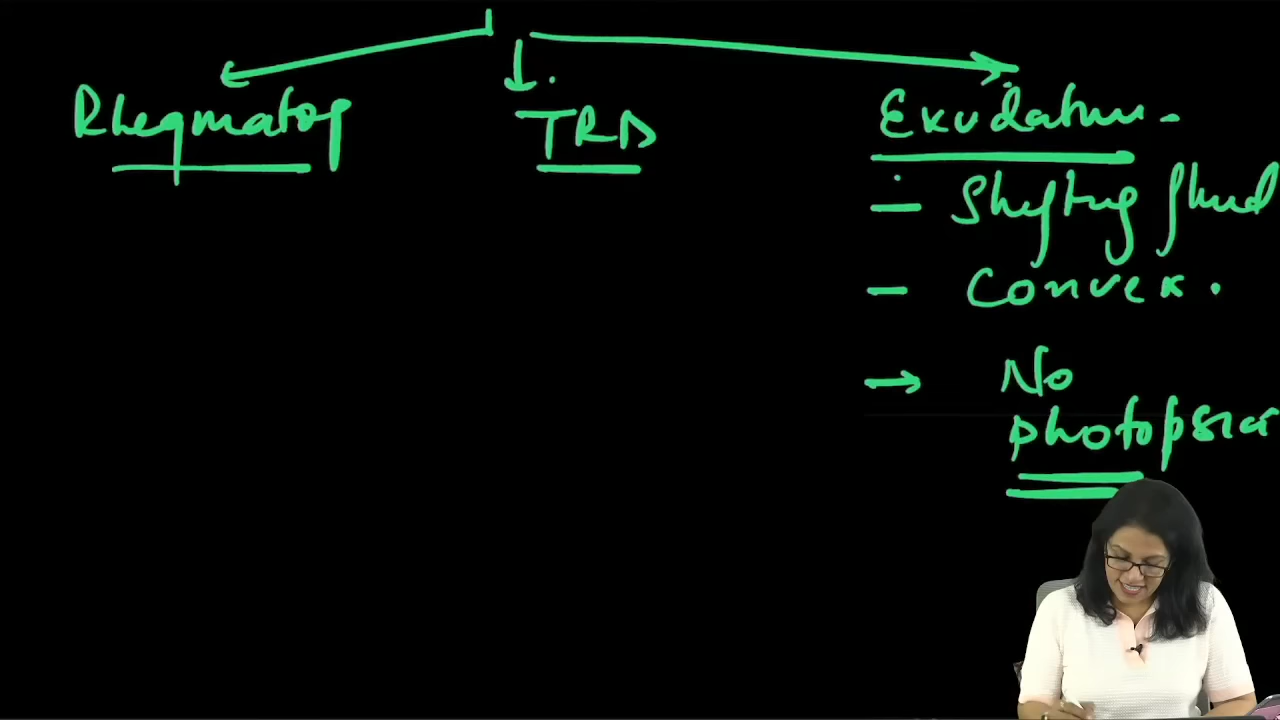 Rhegmatog
TRD
Exudative
- Shifting fluid
- Convex.
→ No
photopsia